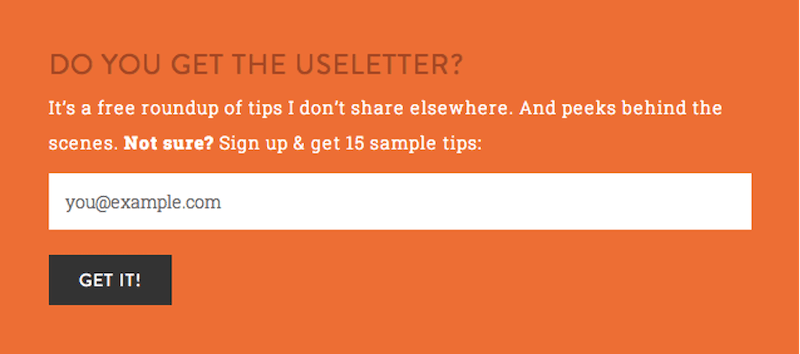 DO YOU GET THE USELETTER?
It’s a free roundup of tips I don’t share elsewhere. And peeks behind the
scenes. Not sure? Sign up & get 15 sample tips:
you@example.com
GET IT!